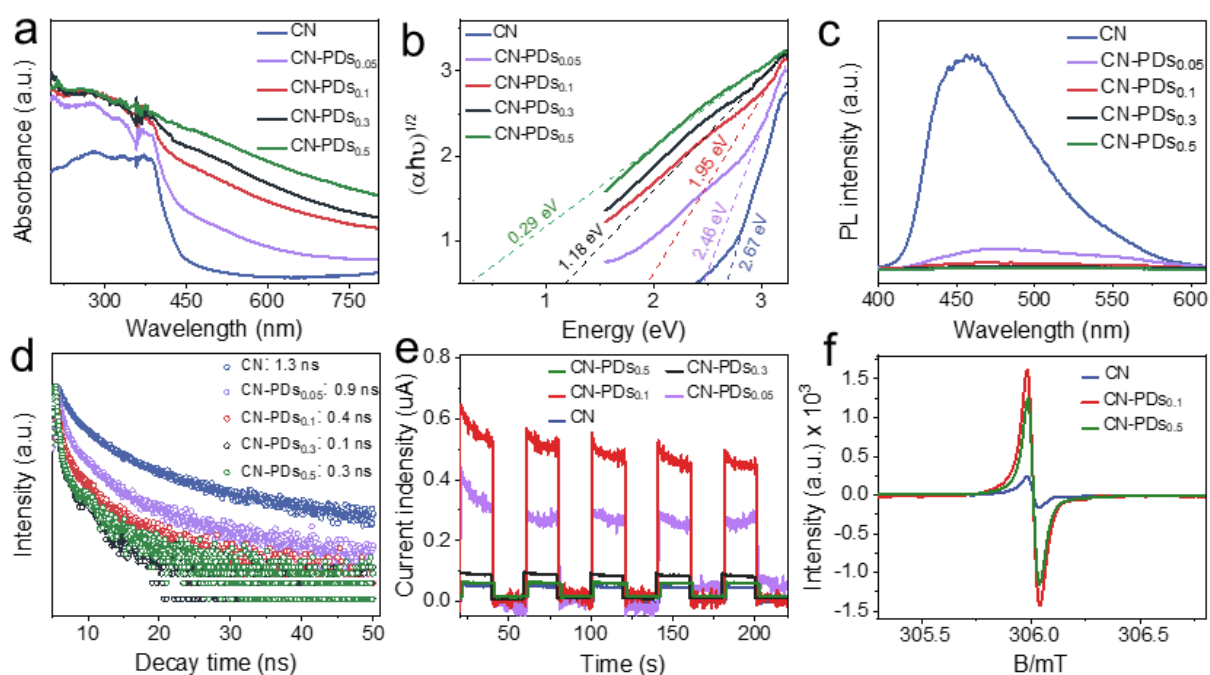 a
CN
CN-PDs0.05
CN-PDs0.1
CN-PDs0.3
CN-PDs0.5
Absorbance (a.u.)
300 450 600 750
Wavelength (nm)
b
CN
CN-PDs0.05
CN-PDs0.1
CN-PDs0.3
CN-PDs0.5
(αhυ)1/2
3
2
1
0.29 eV
1.18 eV
1.95 eV
2.46 eV
2.67 eV
1 2 3
Energy (eV)
c
CN
CN-PDs0.05
CN-PDs0.1
CN-PDs0.3
CN-PDs0.5
PL intensity (a.u.)
400 450 500 550 600
Wavelength (nm)
d
CN: 1.3 ns
CN-PDs0.05: 0.9 ns
CN-PDs0.1: 0.4 ns
CN-PDs0.3: 0.1 ns
CN-PDs0.5: 0.3 ns
Intensity (a.u.)
10 20 30 40 50
Decay time (ns)
e
CN-PDs0.5 CN-PDs0.3
CN-PDs0.1 CN-PDs0.05
CN
Current indensity (uA)
0.8
0.6
0.4
0.2
0.0
50 100 150 200
Time (s)
f
CN
CN-PDs0.1
CN-PDs0.5
Intensity (a.u.) x 10^3
1.5
1.0
0.5
0.0
-0.5
-1.0
-1.5
305.5 306.0 306.5
B/mT